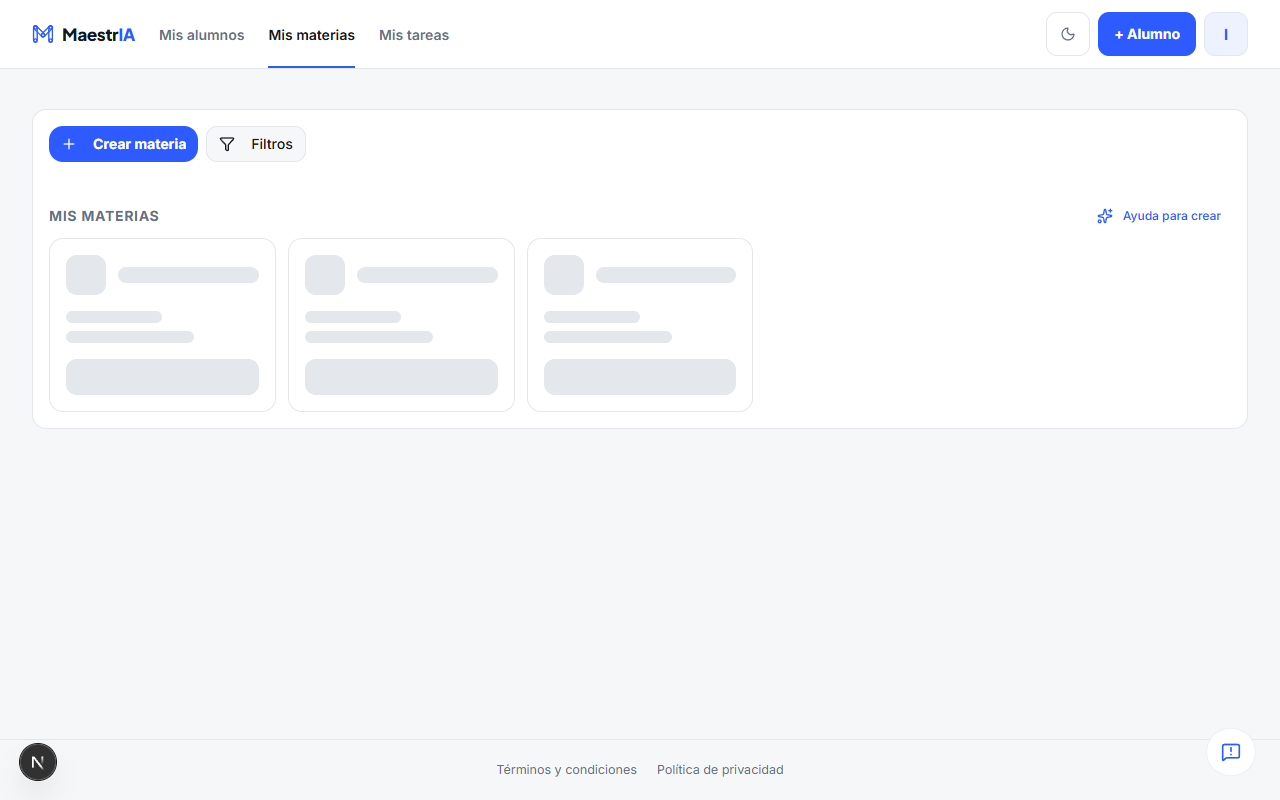 MaestrIA
Mis alumnos
Mis materias
Mis tareas
+ Alumno
I
Crear materia
Filtros
MIS MATERIAS
Ayuda para crear
N
Términos y condiciones
Política de privacidad